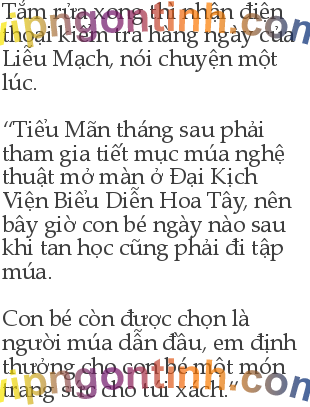 Tắm rửa xong thì nhận điện
thoại kiểm tra hàng ngày của
Liễu Mạch, nói chuyện một
lúc.
“Tiểu Mãn tháng sau phải
tham gia tiết mục múa nghệ
thuật mở màn ở Đại Kịch
Viện Biểu Diễn Hoa Tây, nên
bây giờ con bé ngày nào sau
khi tan học cũng phải đi tập
múa.
Con bé còn được chọn là
người múa dẫn đầu, em định
thưởng cho con bé một món
trang sức cho túi xách.”
vipngontinh.com
vipngontinh.com